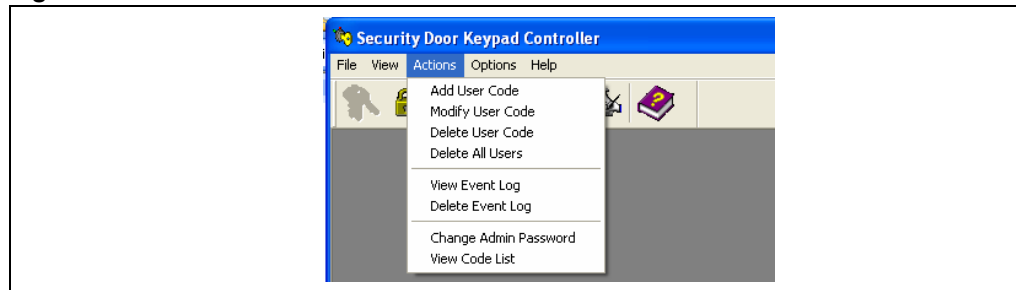 Security Door Keypad Controller
File View Actions Options Help
Add User Code
Modify User Code
Delete User Code
Delete All Users
View Event Log
Delete Event Log
Change Admin Password
View Code List